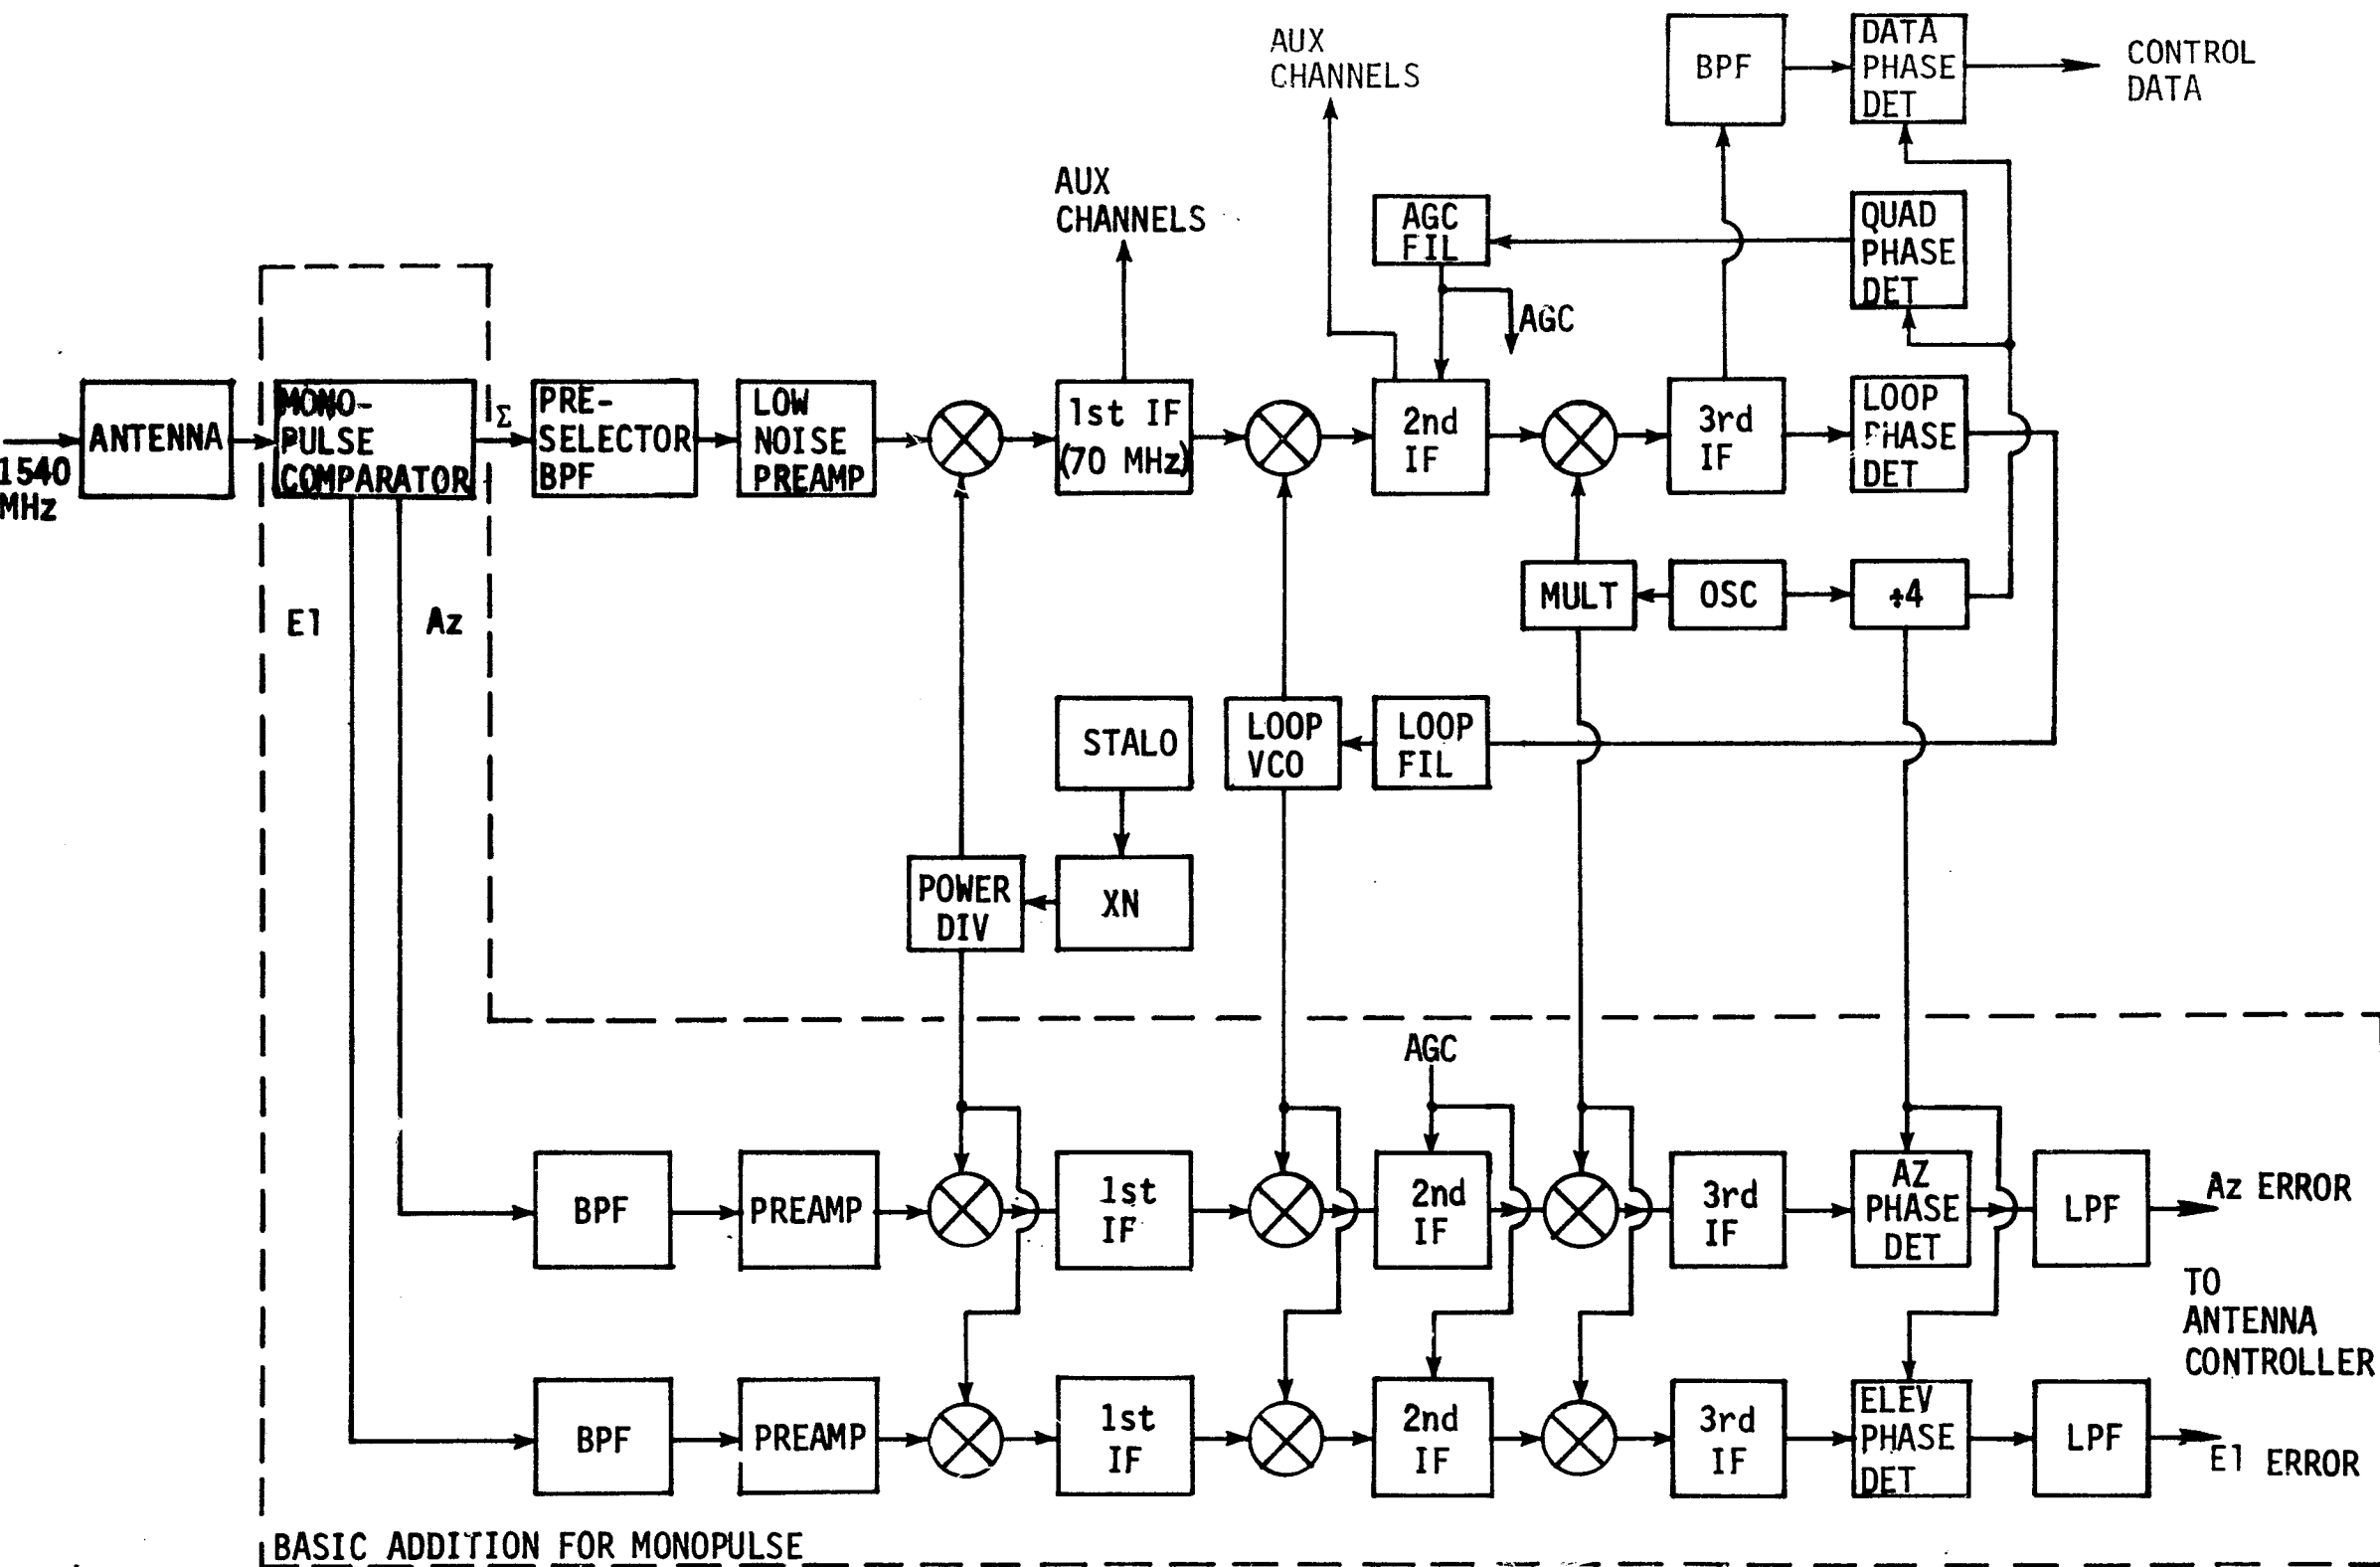 AUX
CHANNELS
BPF
DATA
PHASE
DET
CONTROL
DATA
AUX
CHANNELS
AGC
FIL
QUAD
PHASE
DET
AGC
1540
MHz
ANTENNA
MONO-
PULSE
COMPARATOR
Σ
PRE-
SELECTOR
BPF
LOW
NOISE
PREAMP
1st IF
(70 MHz)
2nd
IF
3rd
IF
LOOP
PHASE
DET
El
Az
MULT
OSC
÷4
STALO
LOOP
VCO
LOOP
FIL
POWER
DIV
XN
AGC
BPF
PREAMP
1st
IF
2nd
IF
3rd
IF
AZ
PHASE
DET
LPF
Az ERROR
TO
ANTENNA
CONTROLLER
BPF
PREAMP
1st
IF
2nd
IF
3rd
IF
ELEV
PHASE
DET
LPF
El ERROR
BASIC ADDITION FOR MONOPULSE